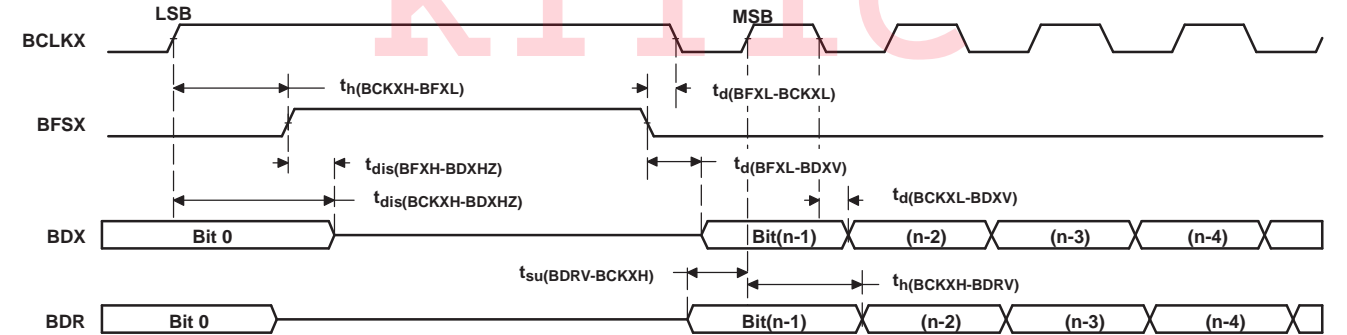 LSB
MSB
BCLKX
th(BCKXH-BFXL)
td(BFXL-BCKXL)
BFSX
tdis(BFXH-BDXHZ)
td(BFXL-BDXV)
tdis(BCKXH-BDXHZ)
td(BCKXL-BDXV)
BDX
Bit 0
Bit(n-1)
(n-2)
(n-3)
(n-4)
tsu(BDRV-BCKXH)
th(BCKXH-BDRV)
BDR
Bit 0
Bit(n-1)
(n-2)
(n-3)
(n-4)